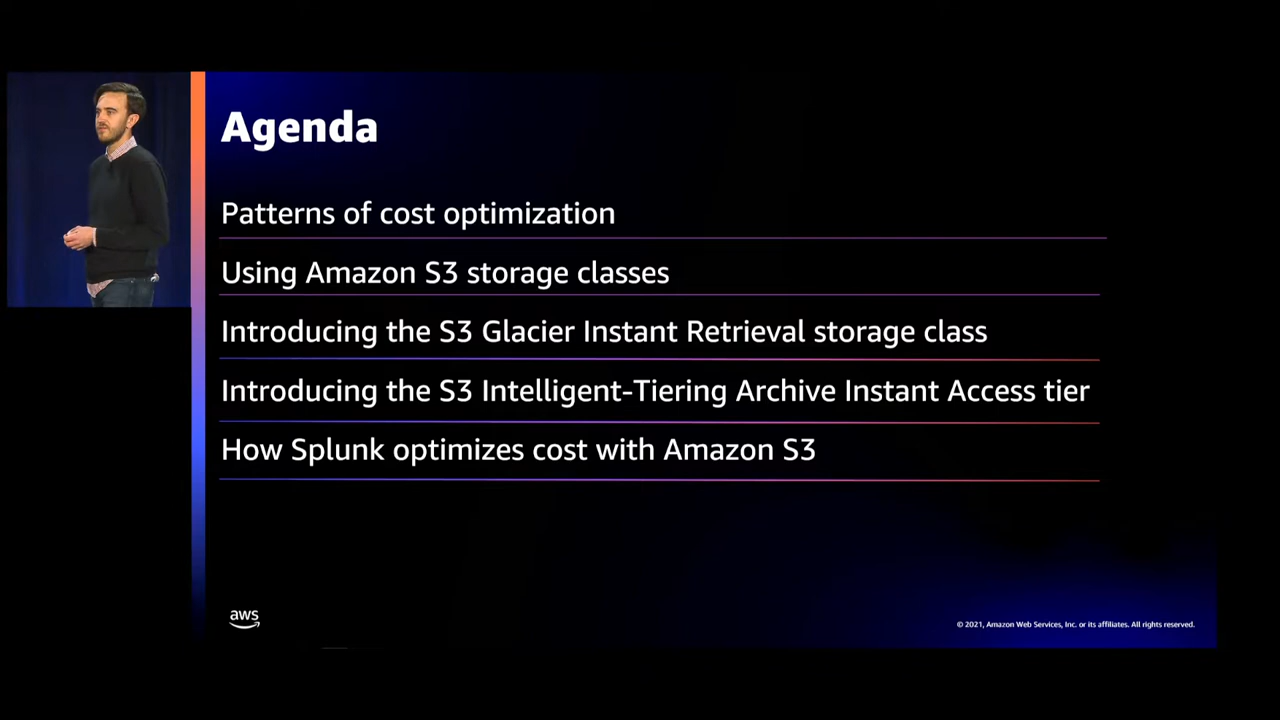 Agenda
Patterns of cost optimization
Using Amazon S3 storage classes
Introducing the S3 Glacier Instant Retrieval storage class
Introducing the S3 Intelligent-Tiering Archive Instant Access tier
How Splunk optimizes cost with Amazon S3
aws
© 2021, Amazon Web Services, Inc. or its affiliates. All rights reserved.